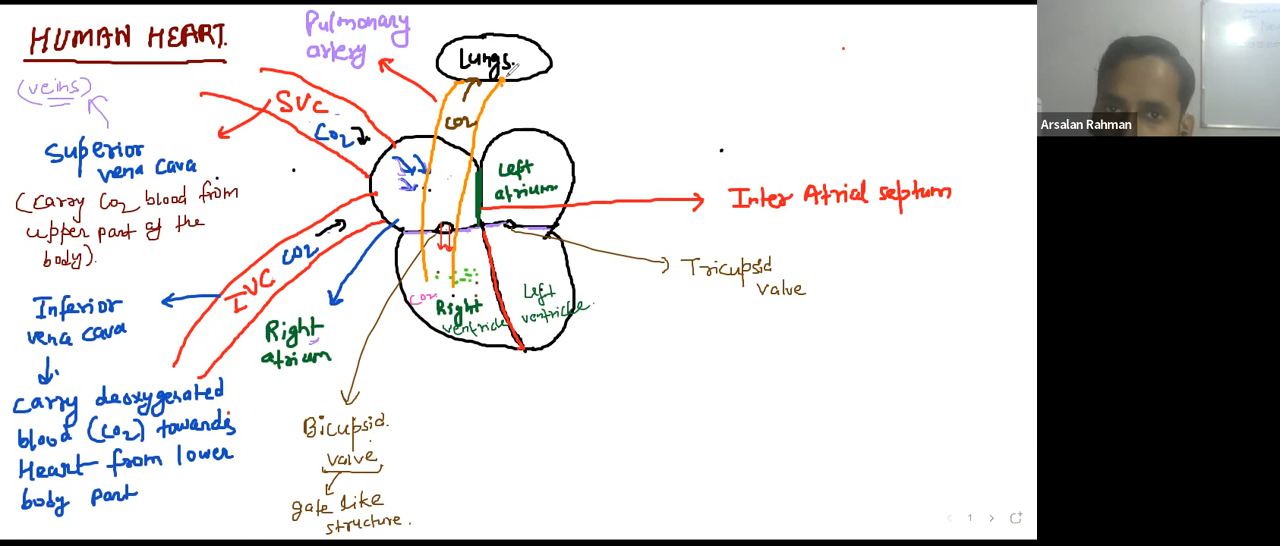 HUMAN HEART.
Pulmonary
artery
Lungs.
(veins)
SVC
CO2
CO2
Superior
vena cava
(carry CO2 blood from
upper part of the
body).
Left
atrium
Inter Atrial septum
IVC CO2
Tricupsid
valve
Inferior
vena cava
Right
atrium
CO2
Right
ventricle
Left
ventricle
Carry deoxygerated
blood (CO2) towards
Heart from lower
body part
Bicupsid.
valve
gate like
structure.
Arsalan Rahman
1